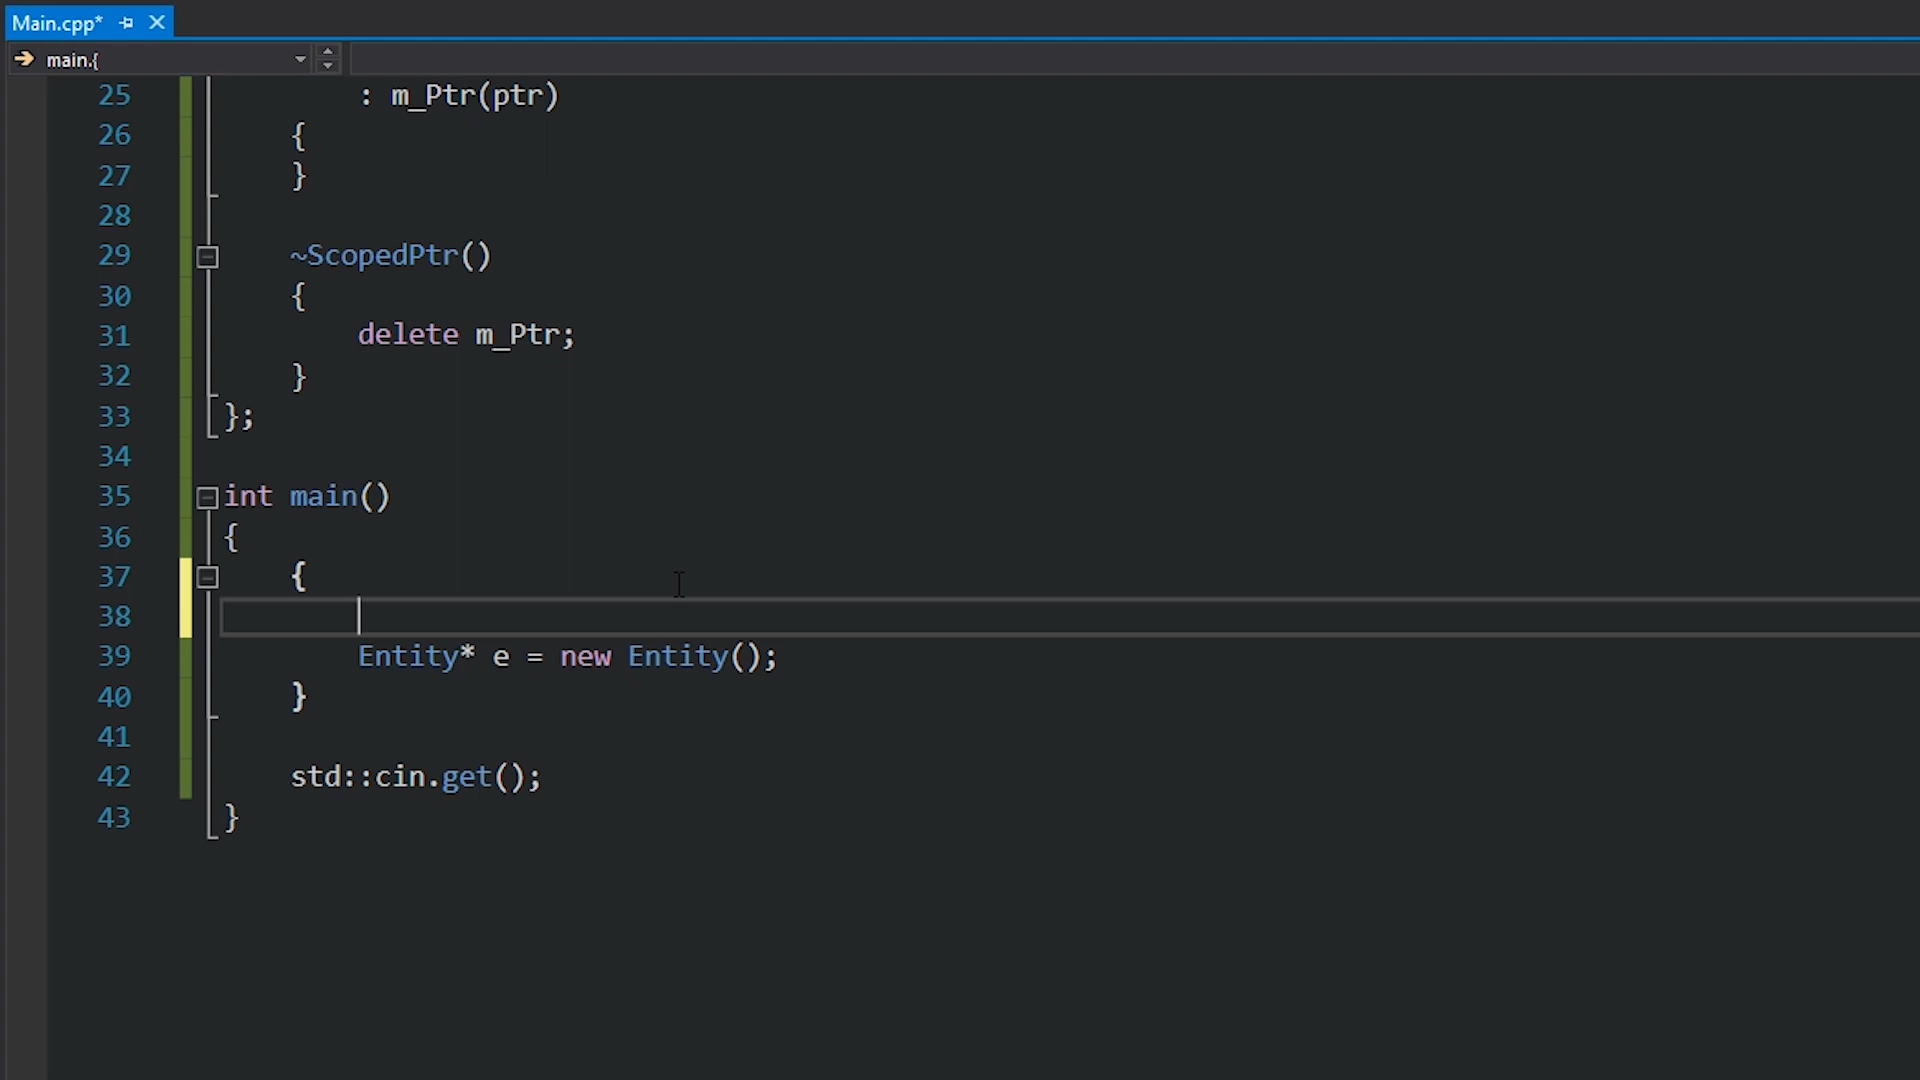 Main.cpp*
main.{
25 : m_Ptr(ptr)
26 {
27 }
28
29 ~ScopedPtr()
30 {
31 delete m_Ptr;
32 }
33 };
34
35 int main()
36 {
37 {
38
39 Entity* e = new Entity();
40 }
41
42 std::cin.get();
43 }